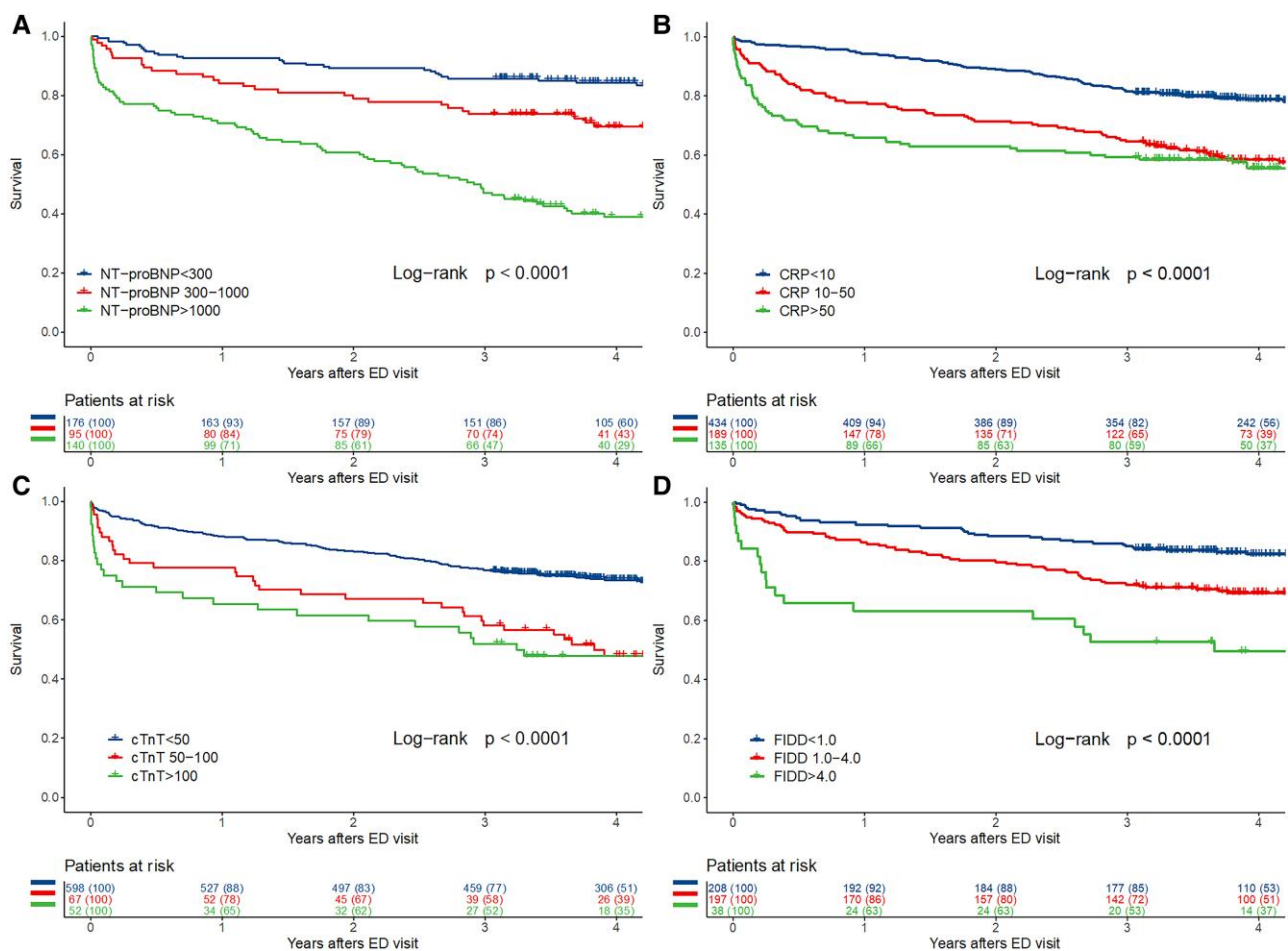 A
1.0
0.8
0.6
0.4
0.2
0.0
Survival
NT−proBNP<300
NT−proBNP 300−1000
NT−proBNP>1000
Log−rank p < 0.0001
0 1 2 3 4
Years afters ED visit
Patients at risk
176 (100) 163 (93) 157 (89) 151 (86) 105 (60)
95 (100) 80 (84) 75 (79) 70 (74) 41 (43)
140 (100) 99 (71) 85 (61) 66 (47) 40 (29)
0 1 2 3 4
Years afters ED visit
B
1.0
0.8
0.6
0.4
0.2
0.0
Survival
CRP<10
CRP 10−50
CRP>50
Log−rank p < 0.0001
0 1 2 3 4
Years afters ED visit
Patients at risk
434 (100) 409 (94) 386 (89) 354 (82) 242 (56)
189 (100) 147 (78) 135 (71) 122 (65) 73 (39)
135 (100) 89 (66) 85 (63) 80 (59) 50 (37)
0 1 2 3 4
Years afters ED visit
C
1.0
0.8
0.6
0.4
0.2
0.0
Survival
cTnT<50
cTnT 50−100
cTnT>100
Log−rank p < 0.0001
0 1 2 3 4
Years afters ED visit
Patients at risk
598 (100) 527 (88) 497 (83) 459 (77) 306 (51)
67 (100) 52 (78) 45 (67) 39 (58) 26 (39)
52 (100) 34 (65) 32 (62) 27 (52) 18 (35)
0 1 2 3 4
Years afters ED visit
D
1.0
0.8
0.6
0.4
0.2
0.0
Survival
FIDD<1.0
FIDD 1.0−4.0
FIDD>4.0
Log−rank p < 0.0001
0 1 2 3 4
Years afters ED visit
Patients at risk
208 (100) 192 (92) 184 (88) 177 (85) 110 (53)
197 (100) 170 (86) 157 (80) 142 (72) 100 (51)
38 (100) 24 (63) 24 (63) 20 (53) 14 (37)
0 1 2 3 4
Years afters ED visit